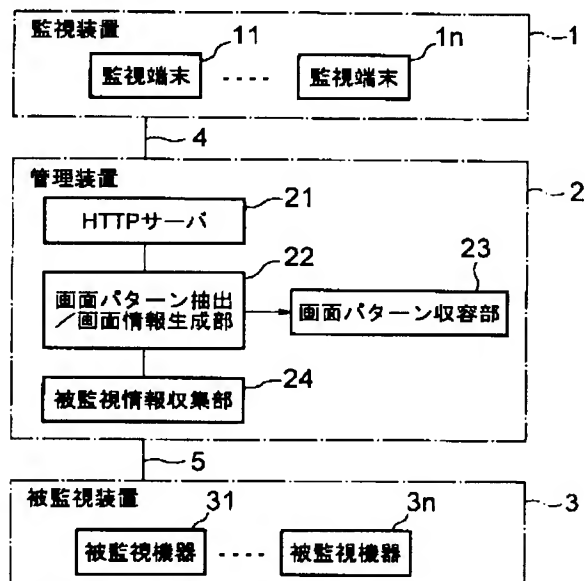 監視装置
11
1n
1
監視端末
監視端末
4
管理装置
2
21
HTTPサーバ
22
23
画面パターン抽出
／画面情報生成部
画面パターン収容部
24
被監視情報収集部
5
被監視装置
3
31
3n
被監視機器
被監視機器